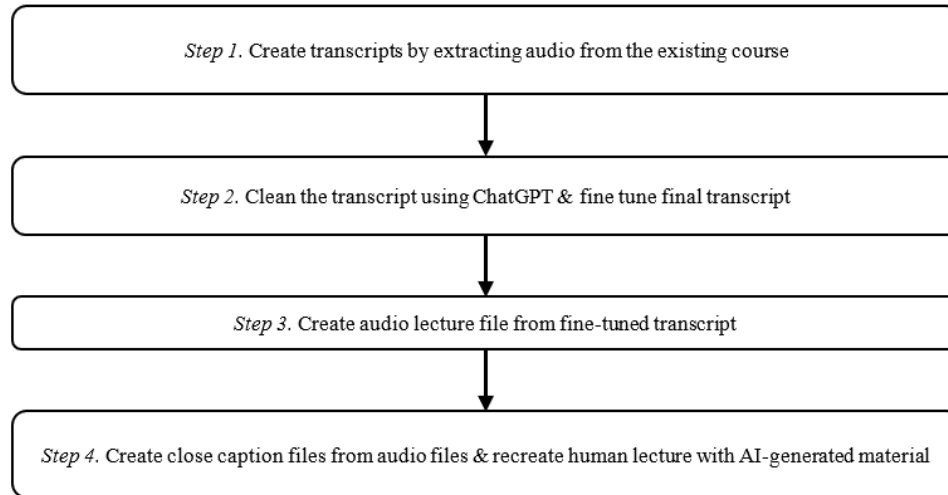 Step 1. Create transcripts by extracting audio from the existing course
Step 2. Clean the transcript using ChatGPT & fine tune final transcript
Step 3. Create audio lecture file from fine-tuned transcript
Step 4. Create close caption files from audio files & recreate human lecture with AI-generated material